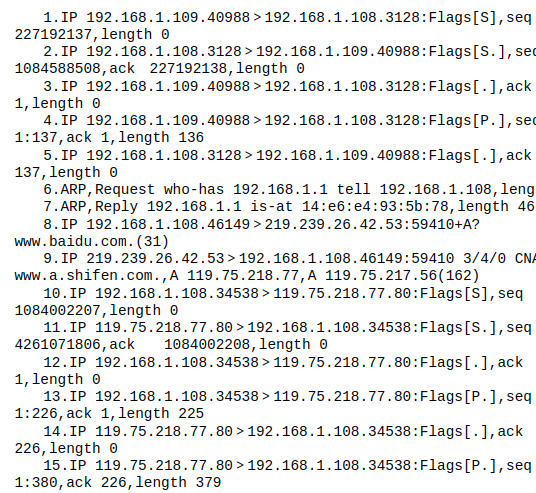 1.IP 192.168.1.109.40988>192.168.1.108.3128:Flags[S],seq
227192137,length 0
2.IP 192.168.1.108.3128>192.168.1.109.40988:Flags[S.],seq
1084588508,ack 227192138,length 0
3.IP 192.168.1.109.40988>192.168.1.108.3128:Flags[.],ack
1,length 0
4.IP 192.168.1.109.40988>192.168.1.108.3128:Flags[P.],seq
1:137,ack 1,length 136
5.IP 192.168.1.108.3128>192.168.1.109.40988:Flags[.],ack
137,length 0
6.ARP,Request who-has 192.168.1.1 tell 192.168.1.108,leng
7.ARP,Reply 192.168.1.1 is-at 14:e6:e4:93:5b:78,length 46
8.IP 192.168.1.108.46149>219.239.26.42.53:59410+A?
www.baidu.com.(31)
9.IP 219.239.26.42.53>192.168.1.108.46149:59410 3/4/0 CNA
www.a.shifen.com.,A 119.75.218.77,A 119.75.217.56(162)
10.IP 192.168.1.108.34538>119.75.218.77.80:Flags[S],seq
1084002207,length 0
11.IP 119.75.218.77.80>192.168.1.108.34538:Flags[S.],seq
4261071806,ack 1084002208,length 0
12.IP 192.168.1.108.34538>119.75.218.77.80:Flags[.],ack
1,length 0
13.IP 192.168.1.108.34538>119.75.218.77.80:Flags[P.],seq
1:226,ack 1,length 225
14.IP 119.75.218.77.80>192.168.1.108.34538:Flags[.],ack
226,length 0
15.IP 119.75.218.77.80>192.168.1.108.34538:Flags[P.],seq
1:380,ack 226,length 379